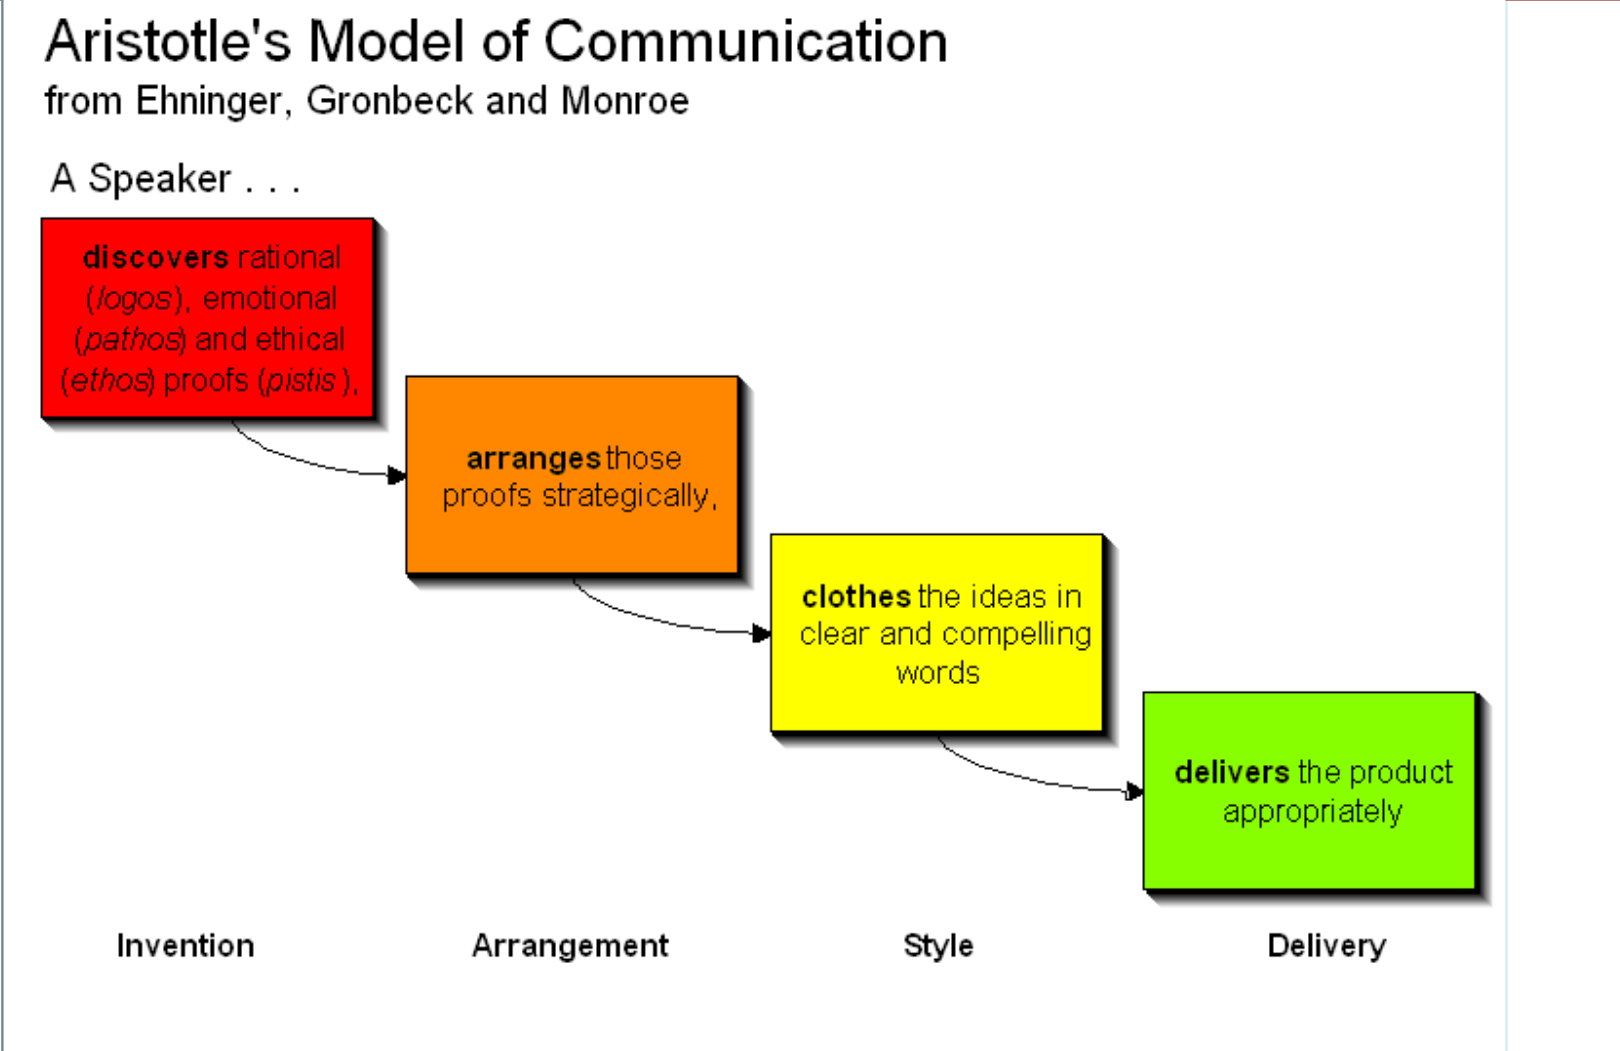 Aristotle's Model of Communication
from Ehninger, Gronbeck and Monroe
A Speaker . . .
discovers rational
(logos), emotional
(pathos) and ethical
(ethos) proofs (pistis ),
arranges those
proofs strategically,
clothes the ideas in
clear and compelling
words
delivers the product
appropriately
Invention
Arrangement
Style
Delivery